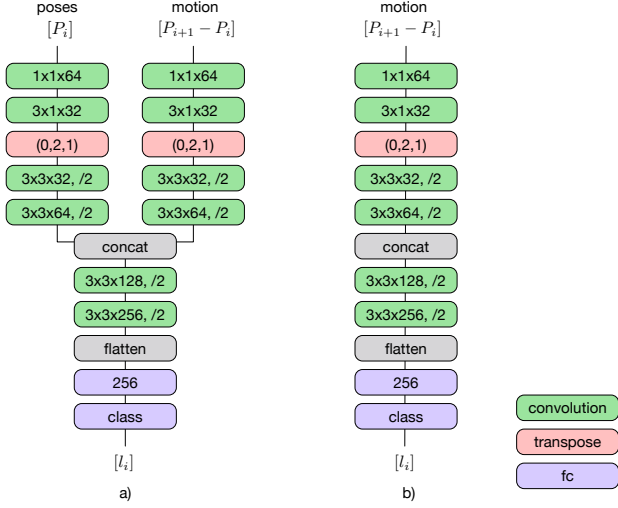 poses
[P_i]
1x1x64
3x1x32
(0,2,1)
3x3x32, /2
3x3x64, /2
motion
[P_{i+1} − P_i]
1x1x64
3x1x32
(0,2,1)
3x3x32, /2
3x3x64, /2
concat
3x3x128, /2
3x3x256, /2
flatten
256
class
[l_i]
a)
motion
[P_{i+1} − P_i]
1x1x64
3x1x32
(0,2,1)
3x3x32, /2
3x3x64, /2
concat
3x3x128, /2
3x3x256, /2
flatten
256
class
[l_i]
b)
convolution
transpose
fc